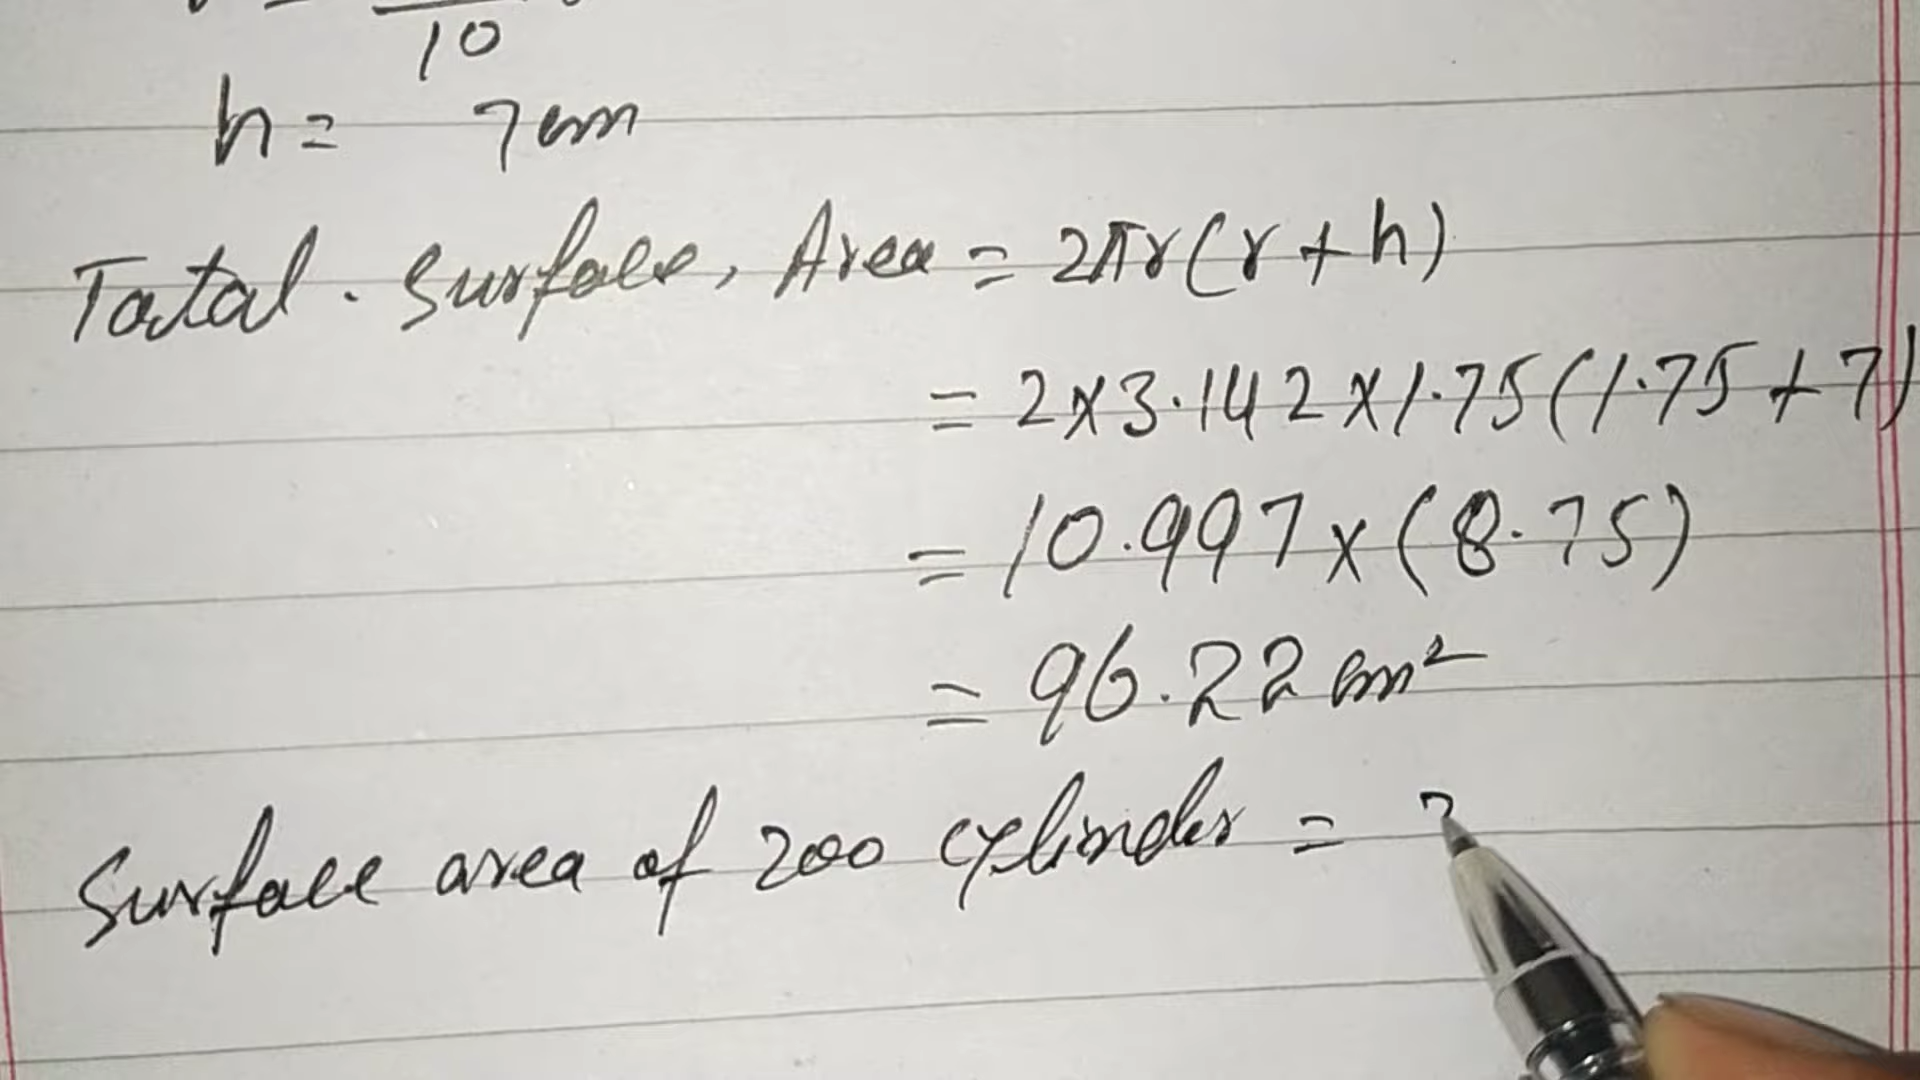 10
h = 7cm
Tatal. Surface, Area = 2πr(r+h)
= 2×3.142×1.75(1.75+7)
= 10.997×(8.75)
= 96.22 cm²
Surface area of 200 cylinder =